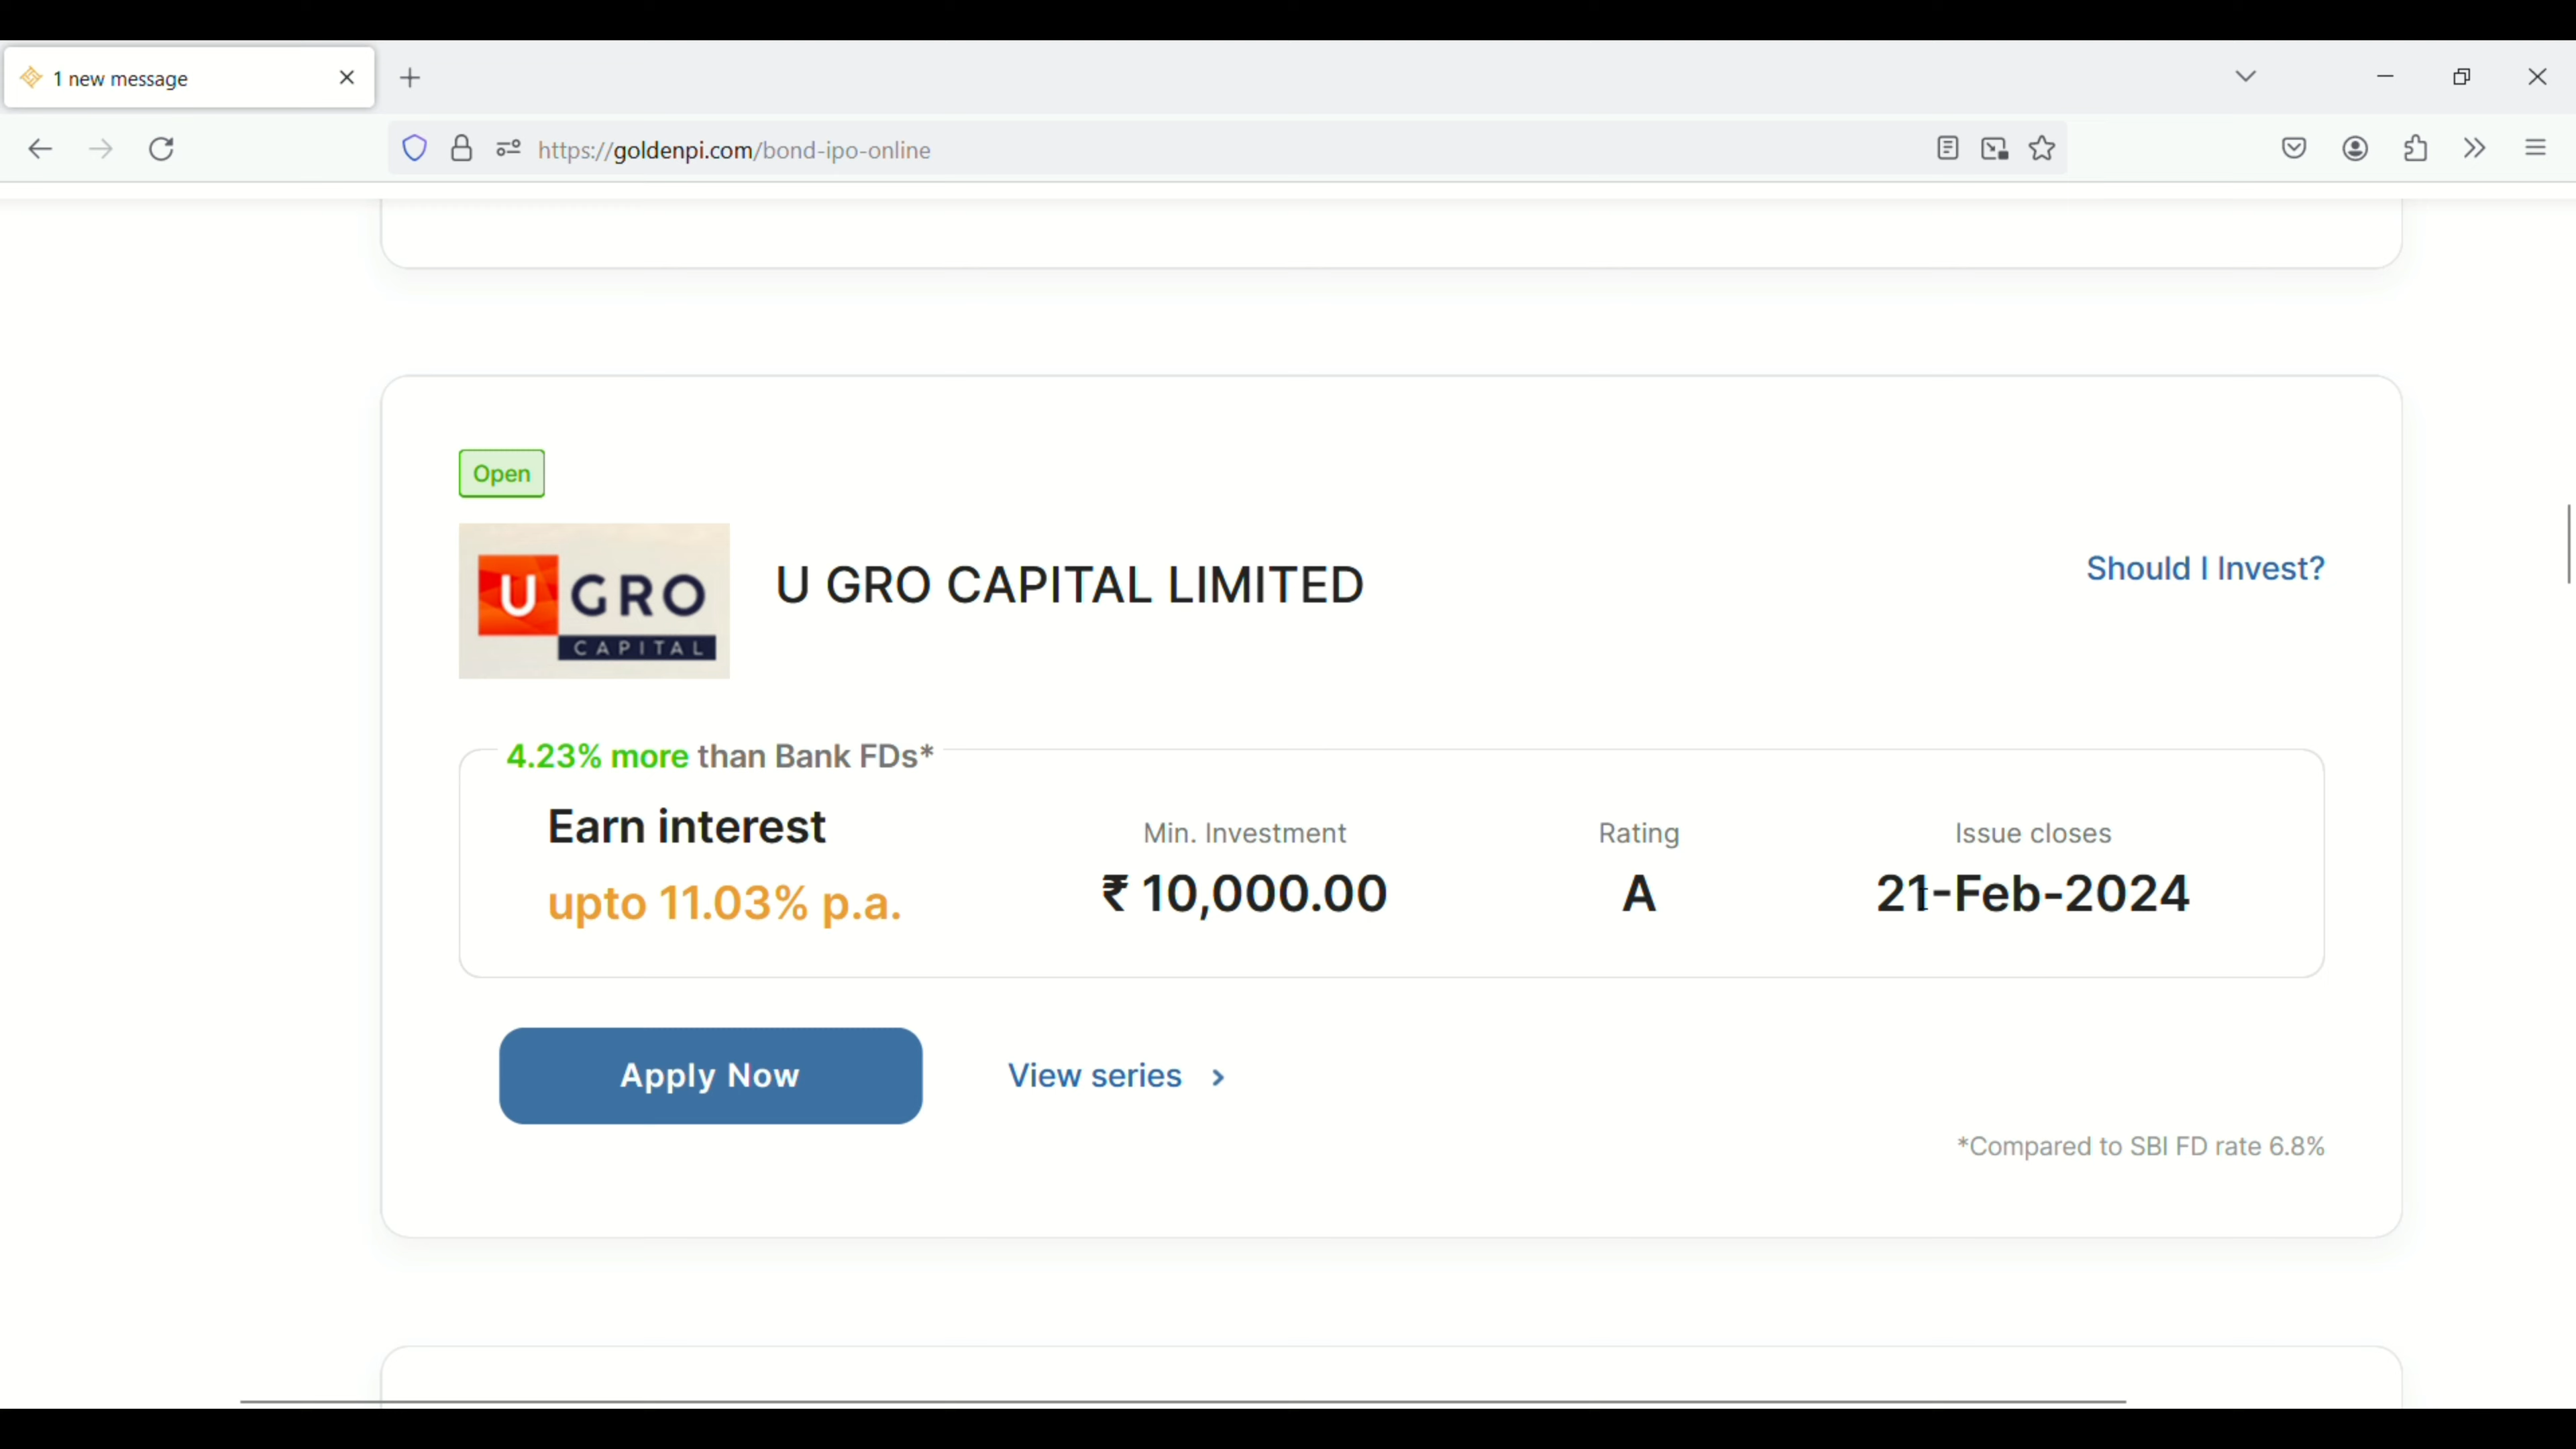 1 new message
https://goldenpi.com/bond-ipo-online
Open
U GRO
CAPITAL
U GRO CAPITAL LIMITED
Should I Invest?
4.23% more than Bank FDs*
Earn interest
upto 11.03% p.a.
Min. Investment
₹ 10,000.00
Rating
A
Issue closes
21-Feb-2024
Apply Now
View series
*Compared to SBI FD rate 6.8%